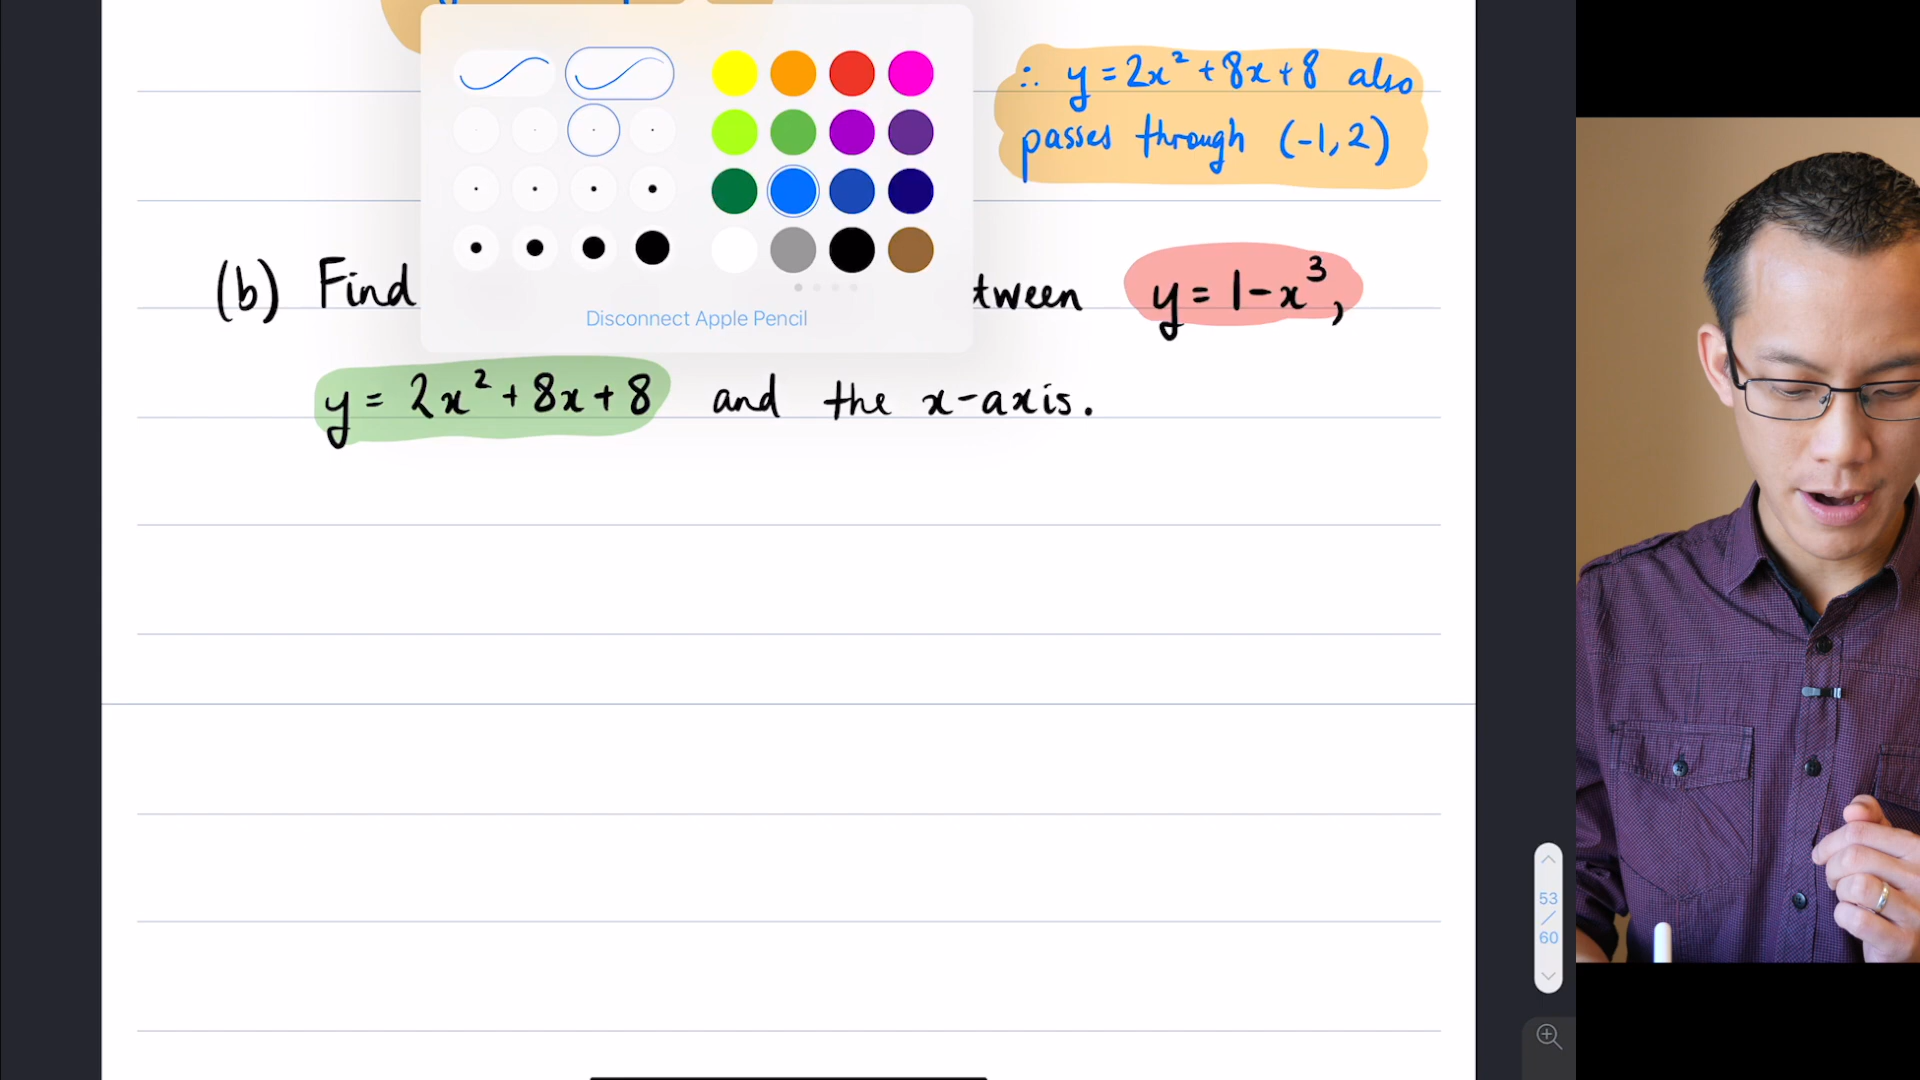 ∴ y = 2x² + 8x + 8 also
passes through (-1, 2)
Disconnect Apple Pencil
(b) Find tween y = 1 - x³,
y = 2x² + 8x + 8 and the x-axis.
53
60